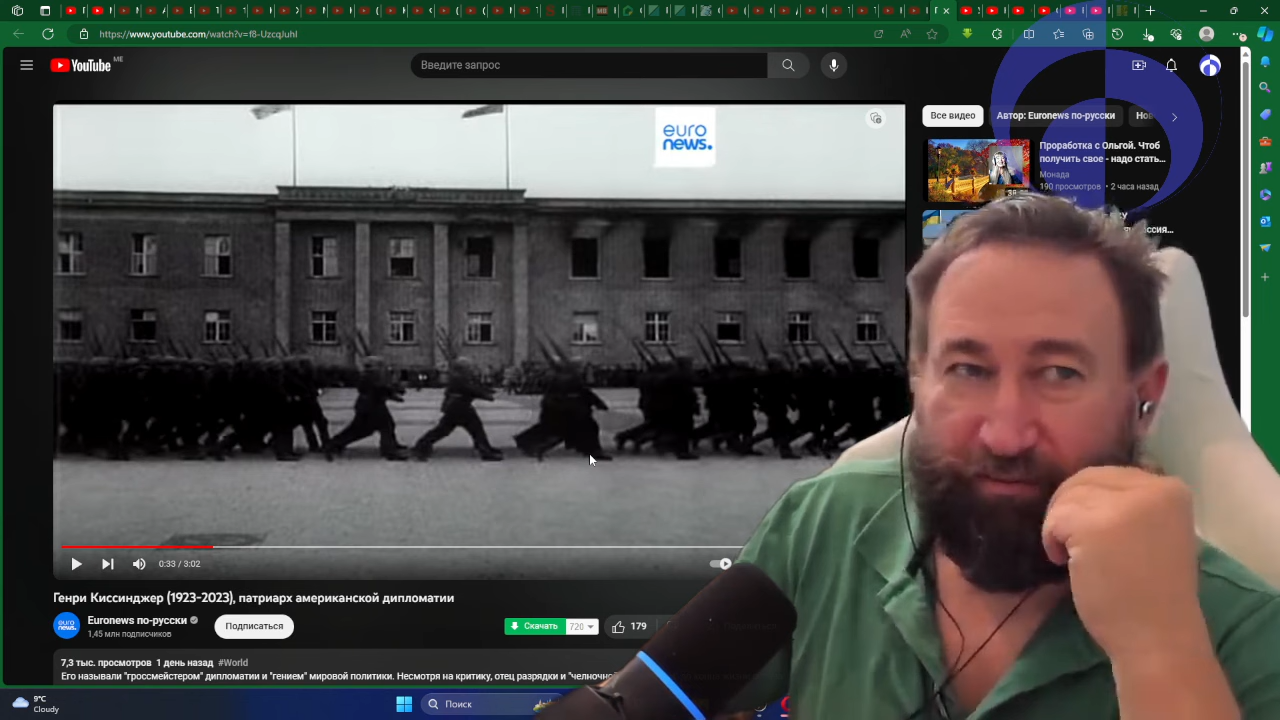 https://www.youtube.com/watch?v=f8-UzcqJuhI
YouTube ME
Введите запрос
euro
news.
Все видео
Автор: Euronews по-русски
Нов
Проработка с Ольгой. Чтоб
получить свое - надо стать...
Монада
190 просмотров • 2 часа назад
0:33 / 3:02
Генри Киссинджер (1923-2023), патриарх американской дипломатии
Euronews по-русски
1,45 млн подписчиков
Подписаться
Скачать
720
179
7,3 тыс. просмотров 1 день назад #World
Его называли "гроссмейстером" дипломатии и "гением" мировой политики. Несмотря на критику, отец разрядки и
9°C
Cloudy
Поиск